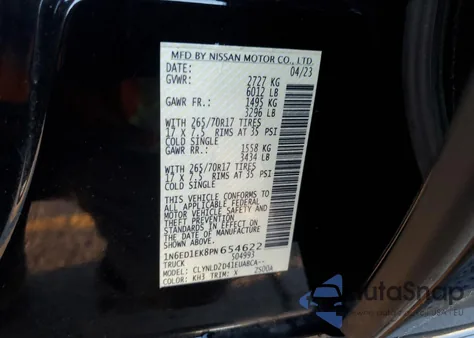 MFD BY NISSAN MOTOR CO., LTD
DATE: 04/23
GVWR: 2727 KG
6012 LB
GAWR FR.: 1495 KG
3296 LB
WITH 265/70R17 TIRES
17 X 7.5 RIMS AT 35 PSI
COLD SINGLE
GAWR RR.: 1558 KG
3434 LB
WITH 265/70R17 TIRES
17 X 7.5 RIMS AT 35 PSI
COLD SINGLE
THIS VEHICLE CONFORMS TO
ALL APPLICABLE FEDERAL
MOTOR VEHICLE SAFETY
STANDARDS IN EFFECT ON THE
DATE OF MANUFACTURE
SHOWN ABOVE
1N6ED1EK8PN654622
TRUCK S04993
MODEL: CLYNLDZD41EUABCA--
COLOR: KH3 TRIM: X 2500A
AutoSnap